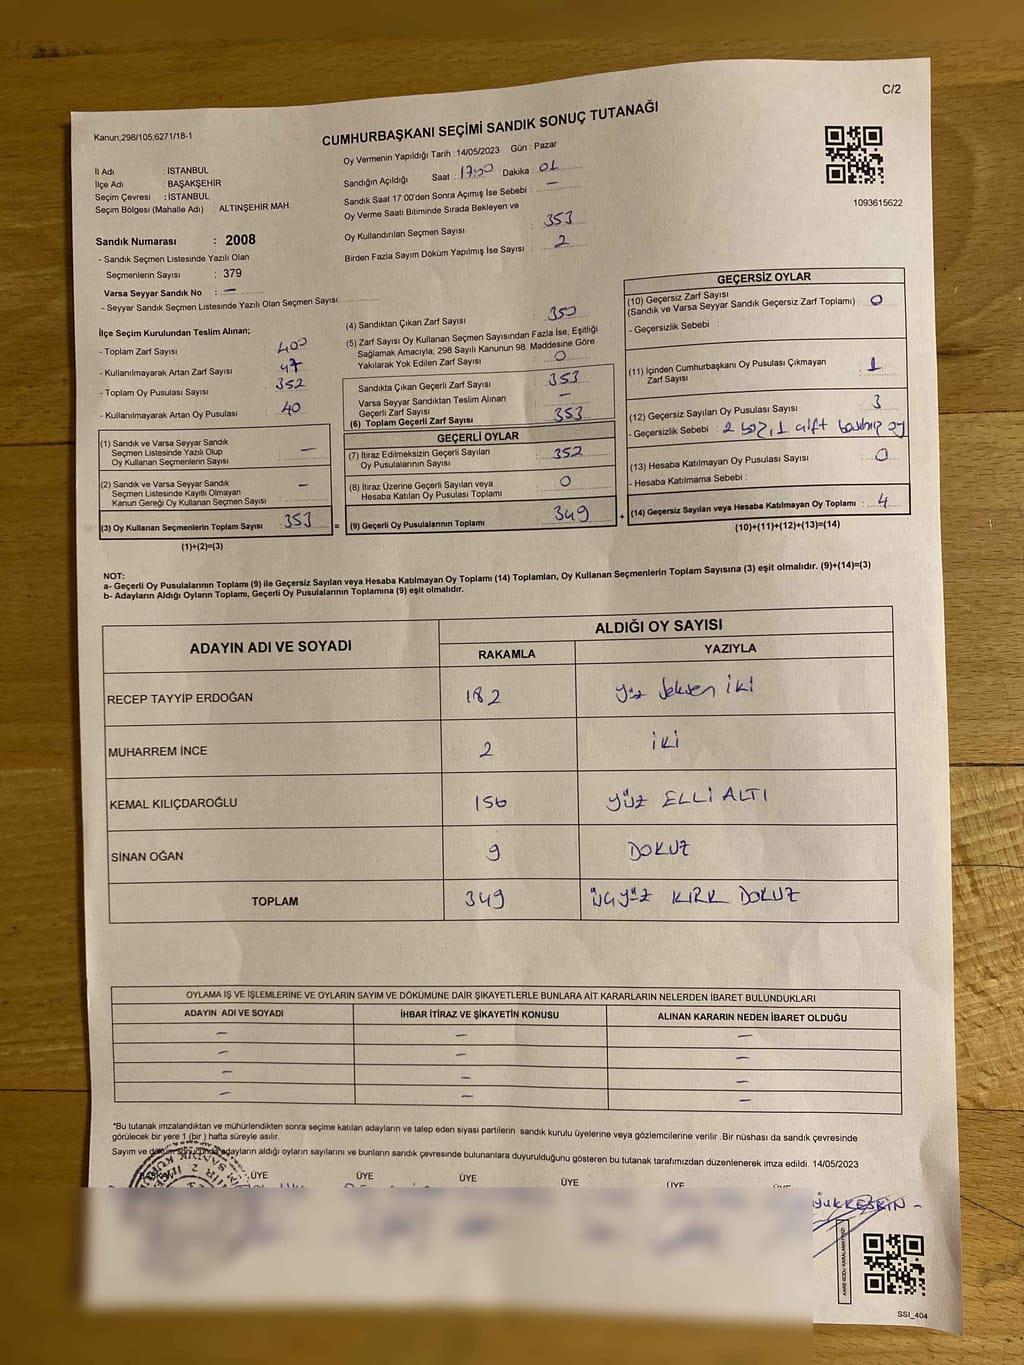 C/2
Kanun,298/105,6271/18-1
CUMHURBAŞKANI SEÇİMİ SANDIK SONUÇ TUTANAĞI
Oy Vermenin Yapıldığı Tarih : 14/05/2023 Gün : Pazar
İl Adı : İSTANBUL
İlçe Adı : BAŞAKŞEHİR
Seçim Çevresi : İSTANBUL
Seçim Bölgesi (Mahalle Adı) : ALTINŞEHİR MAH.
Sandığın Açıldığı Saat : 17:00 Dakika : 01
Sandık Saat 17:00'den Sonra Açımış İse Sebebi : —
Oy Verme Saati Bitiminde Sırada Bekleyen ve
Oy Kullandırılan Seçmen Sayısı : 353
Birden Fazla Sayım Döküm Yapılmış İse Sayısı : 2
1093615622
Sandık Numarası : 2008
- Sandık Seçmen Listesinde Yazılı Olan
Seçmenlerin Sayısı : 379
Varsa Seyyar Sandık No : —
- Seyyar Sandık Seçmen Listesinde Yazılı Olan Seçmen Sayısı:
İlçe Seçim Kurulundan Teslim Alınan;
- Toplam Zarf Sayısı : 400
- Kullanılmayarak Artan Zarf Sayısı : 47
- Toplam Oy Pusulası Sayısı : 352
- Kullanılmayarak Artan Oy Pusulası : 40
(1) Sandık ve Varsa Seyyar Sandık
Seçmen Listesinde Yazılı Olup
Oy Kullanan Seçmenlerin Sayısı : —
(2) Sandık ve Varsa Seyyar Sandık
Seçmen Listesinde Kayıtlı Olmayan
Kanun Gereği Oy Kullanan Seçmen Sayısı : —
(3) Oy Kullanan Seçmenlerin Toplam Sayısı : 353 =
(1)+(2)=(3)
(4) Sandıktan Çıkan Zarf Sayısı :
(5) Zarf Sayısı Oy Kullanan Seçmen Sayısından Fazla İse, Eşitliği
Sağlamak Amacıyla, 298 Sayılı Kanunun 98. Maddesine Göre
Yakılarak Yok Edilen Zarf Sayısı : 0
Sandıkta Çıkan Geçerli Zarf Sayısı : 353
Varsa Seyyar Sandıktan Teslim Alınan
Geçerli Zarf Sayısı : —
(6) Toplam Geçerli Zarf Sayısı : 353
GEÇERLİ OYLAR
(7) İtiraz Edilmeksizin Geçerli Sayılan
Oy Pusulalarının Sayısı : 352
(8) İtiraz Üzerine Geçerli Sayılan veya
Hesaba Katılan Oy Pusulası Toplamı : 0
(9) Geçerli Oy Pusulalarının Toplamı : 349 +
GEÇERSİZ OYLAR
(10) Geçersiz Zarf Sayısı
(Sandık ve Varsa Seyyar Sandık Geçersiz Zarf Toplamı) : 0
- Geçersizlik Sebebi :
(11) İçinden Cumhurbaşkanı Oy Pusulası Çıkmayan
Zarf Sayısı : 1
(12) Geçersiz Sayılan Oy Pusulası Sayısı : 3
- Geçersizlik Sebebi : 2 boş, 1 çift basılmış oy
(13) Hesaba Katılmayan Oy Pusulası Sayısı : 0
- Hesaba Katılmama Sebebi :
(14) Geçersiz Sayılan veya Hesaba Katılmayan Oy Toplamı : 4
(10)+(11)+(12)+(13)=(14)
NOT:
a- Geçerli Oy Pusulalarının Toplamı (9) ile Geçersiz Sayılan veya Hesaba Katılmayan Oy Toplamı (14) Toplamları, Oy Kullanan Seçmenlerin Toplam Sayısına (3) eşit olmalıdır. (9)+(14)=(3)
b- Adayların Aldığı Oyların Toplamı, Geçerli Oy Pusulalarının Toplamına (9) eşit olmalıdır.
ADAYIN ADI VE SOYADI ALDIĞI OY SAYISI
RAKAMLA YAZIYLA
RECEP TAYYİP ERDOĞAN 182 Yüz Seksen iki
MUHARREM İNCE 2 iki
KEMAL KILIÇDAROĞLU 156 YÜZ ELLİ ALTI
SİNAN OĞAN 9 DOKUZ
TOPLAM 349 üçyüz KIRK DOKUZ
OYLAMA İŞ VE İŞLEMLERİNE VE OYLARIN SAYIM VE DÖKÜMÜNE DAİR ŞİKAYETLERLE BUNLARA AİT KARARLARIN NELERDEN İBARET BULUNDUKLARI
ADAYIN ADI VE SOYADI İHBAR İTİRAZ VE ŞİKAYETİN KONUSU ALINAN KARARIN NEDEN İBARET OLDUĞU
— — —
— — —
— — —
— — —
*Bu tutanak imzalandıktan ve mühürlendikten sonra seçime katılan adayların ve talep eden siyasi partilerin sandık kurulu üyelerine veya gözlemcilerine verilir .Bir nüshası da sandık çevresinde
görülecek bir yere 1 (bir ) hafta süreyle asılır.
Sayım ve döküm sonucunda adayların aldığı oyların sayılarını ve bunların sandık çevresinde bulunanlara duyurulduğunu gösteren bu tutanak tarafımızdan düzenlenerek imza edildi. 14/05/2023
ÜYE ÜYE ÜYE ÜYE ÜYE
SSI_404